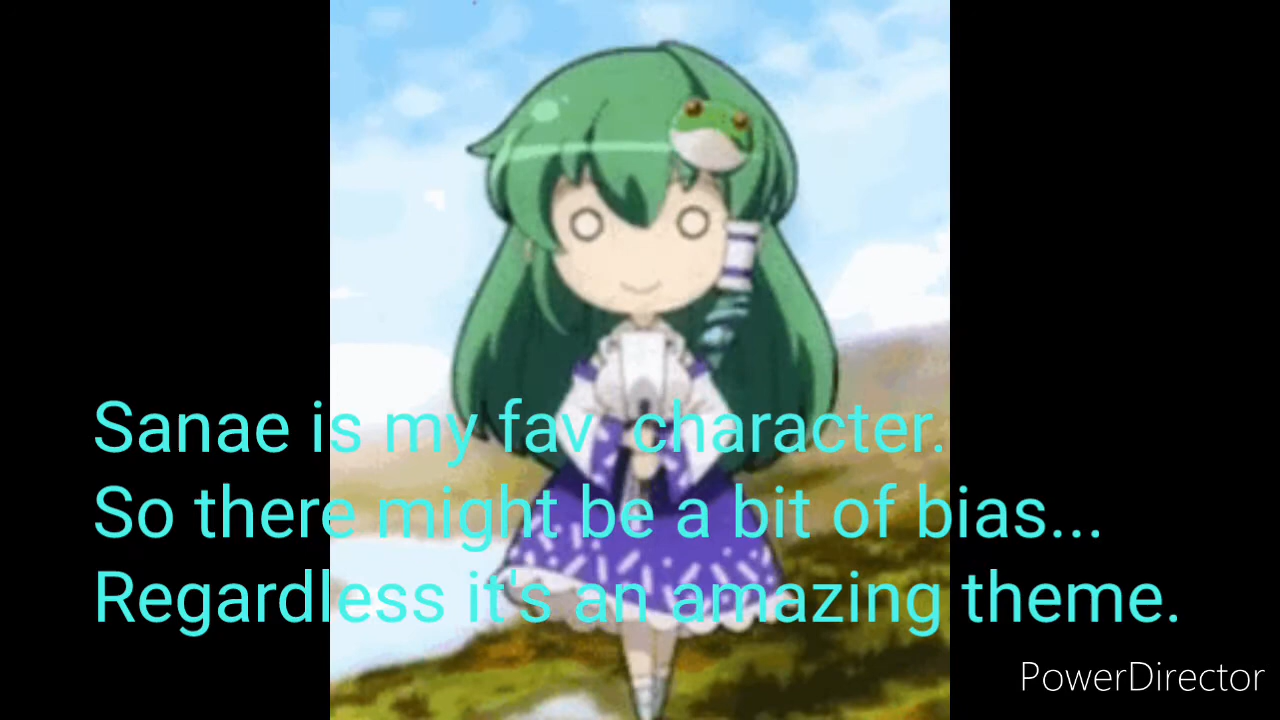 Sanae is my fav  character.
So there might be a bit of bias...
Regardless it's an amazing theme.
PowerDirector